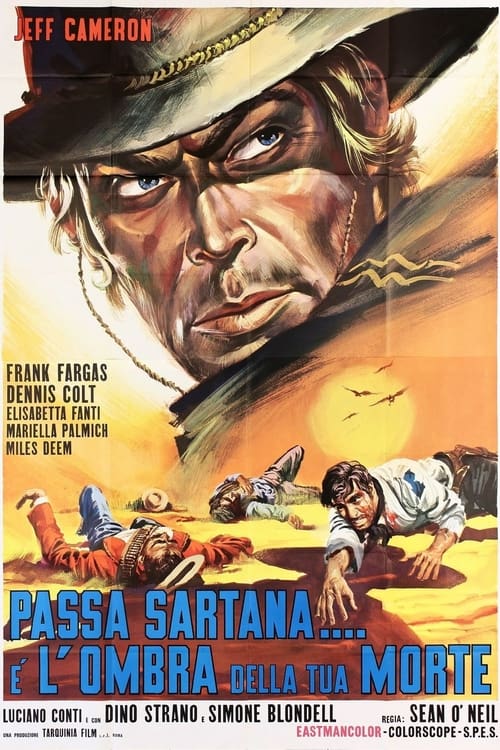 JEFF CAMERON
FRANK FARGAS
DENNIS COLT
ELISABETTA FANTI
MARIELLA PALMICH
MILES DEEM
PASSA SARTANA....
É L'OMBRA DELLA TUA MORTE
LUCIANO CONTI E CON DINO STRANO E SIMONE BLONDELL
REGIA: SEAN O'NEIL
UNA PRODUZIONE TARQUINIA FILM s.r.l. ROMA
EASTMANCOLOR-COLORSCOPE-S.P.E.S.